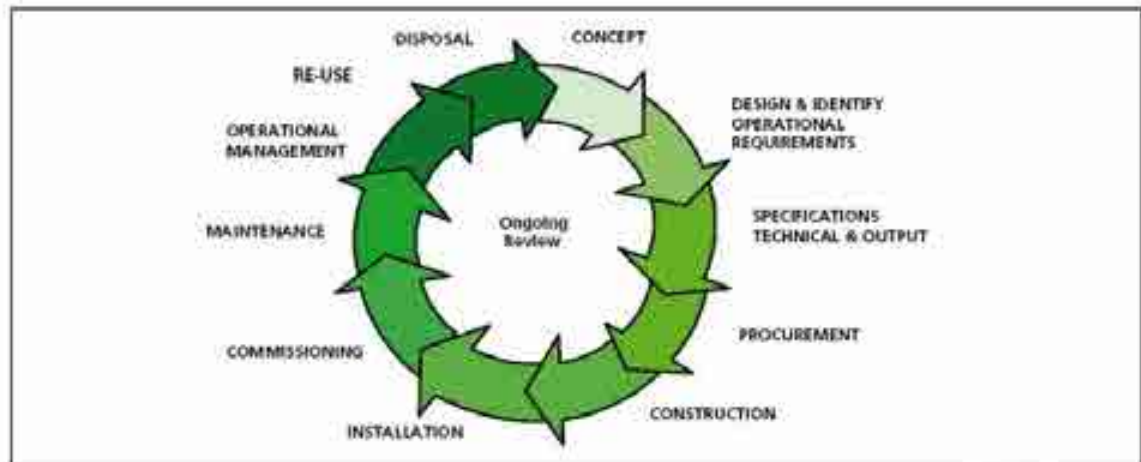 DISPOSAL
CONCEPT
RE-USE
DESIGN & IDENTIFY
OPERATIONAL
REQUIREMENTS
OPERATIONAL
MANAGEMENT
SPECIFICATIONS
TECHNICAL & OUTPUT
MAINTENANCE
Ongoing
Review
PROCUREMENT
COMMISSIONING
CONSTRUCTION
INSTALLATION